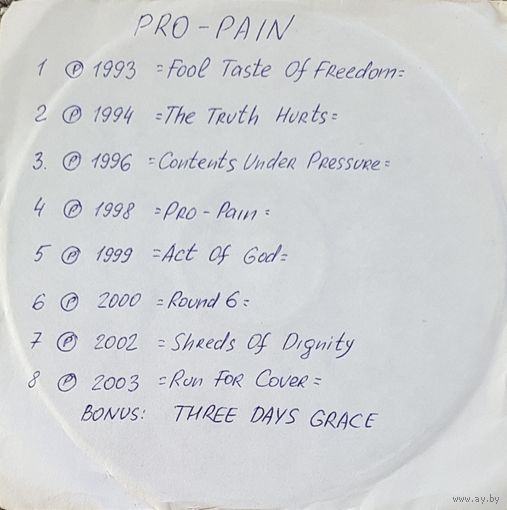 PRO-PAIN
1 Ⓟ 1993 =Fool Taste Of Freedom=
2 Ⓟ 1994 =The Truth Hurts=
3. Ⓟ 1996 =Contents Under Pressure=
4 Ⓟ 1998 =Pro-Pain=
5 Ⓟ 1999 =Act Of God=
6 Ⓟ 2000 =Round 6=
7 Ⓟ 2002 =Shreds Of Dignity
8 Ⓟ 2003 =Run For Cover=
BONUS: THREE DAYS GRACE
www.ay.by